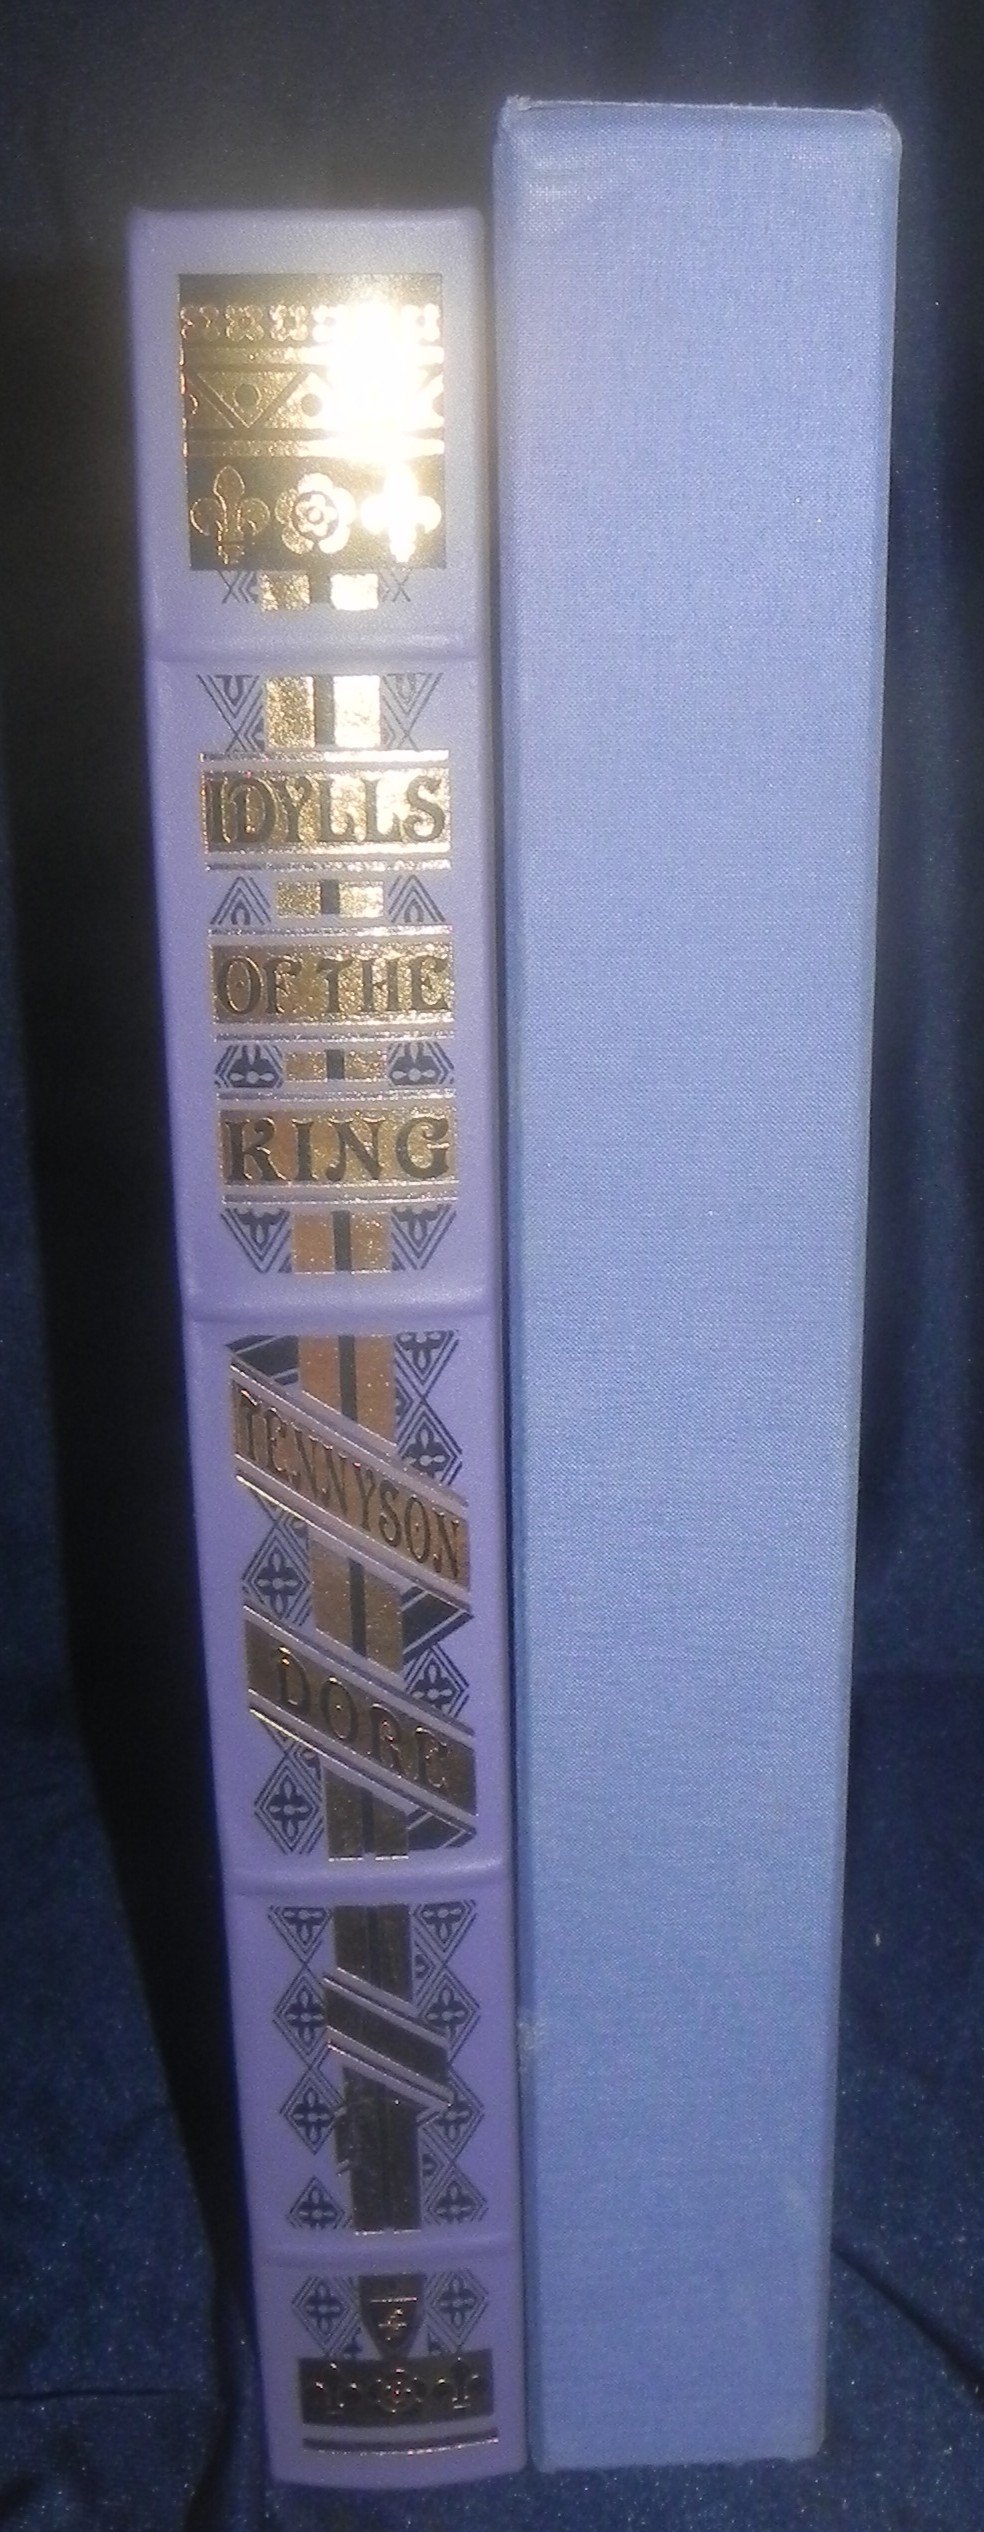 IDYLLS
OF THE
KING
TENNYSON
DORE